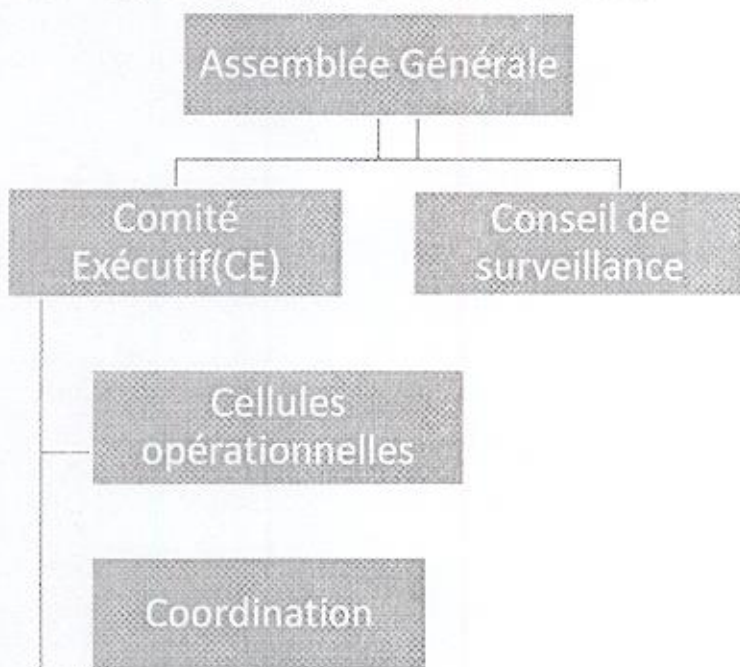 Assemblée Générale
Comité
Exécutif(CE)
Conseil de
surveillance
Cellules
opérationnelles
Coordination